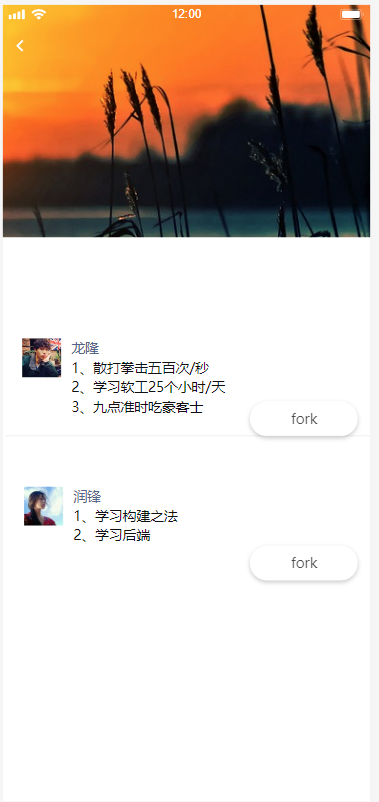 12:00
龙隆
1、散打拳击五百次/秒
2、学习软工25个小时/天
3、九点准时吃豪客士
fork
润锋
1、学习构建之法
2、学习后端
fork